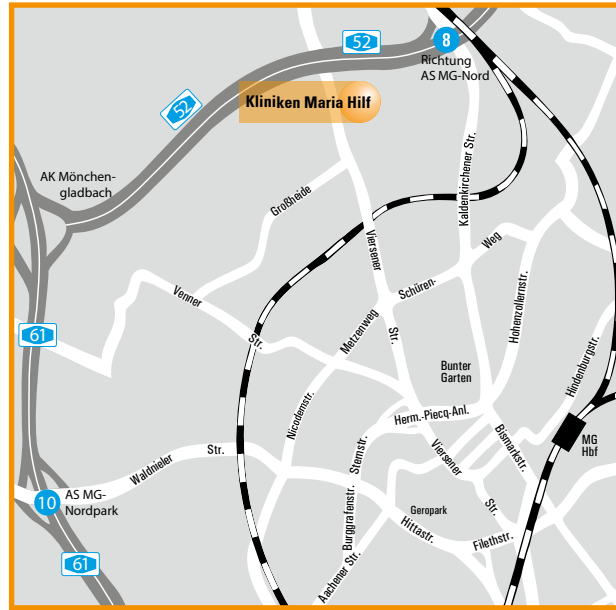 52
8
Richtung
AS MG-Nord
Kliniken Maria Hilf
52
Kaldenkirchener Str.
AK Mönchen-
gladbach
Großheide
Viersener
Weg
Schüren-
Hohenzollernstr.
Venner
Str.
Metzenweg
Str.
61
Hindenburgstr.
Bunter
Garten
Nicodemstr.
Herm.-Piecq-Anl.
Bismarkstr.
MG
Hbf
Sternstr.
Viersener
Str.
Waldnieler
Str.
10
AS MG-
Nordpark
Burggrafenstr.
Geropark
Hittastr.
Filethstr.
Aachener Str.
61